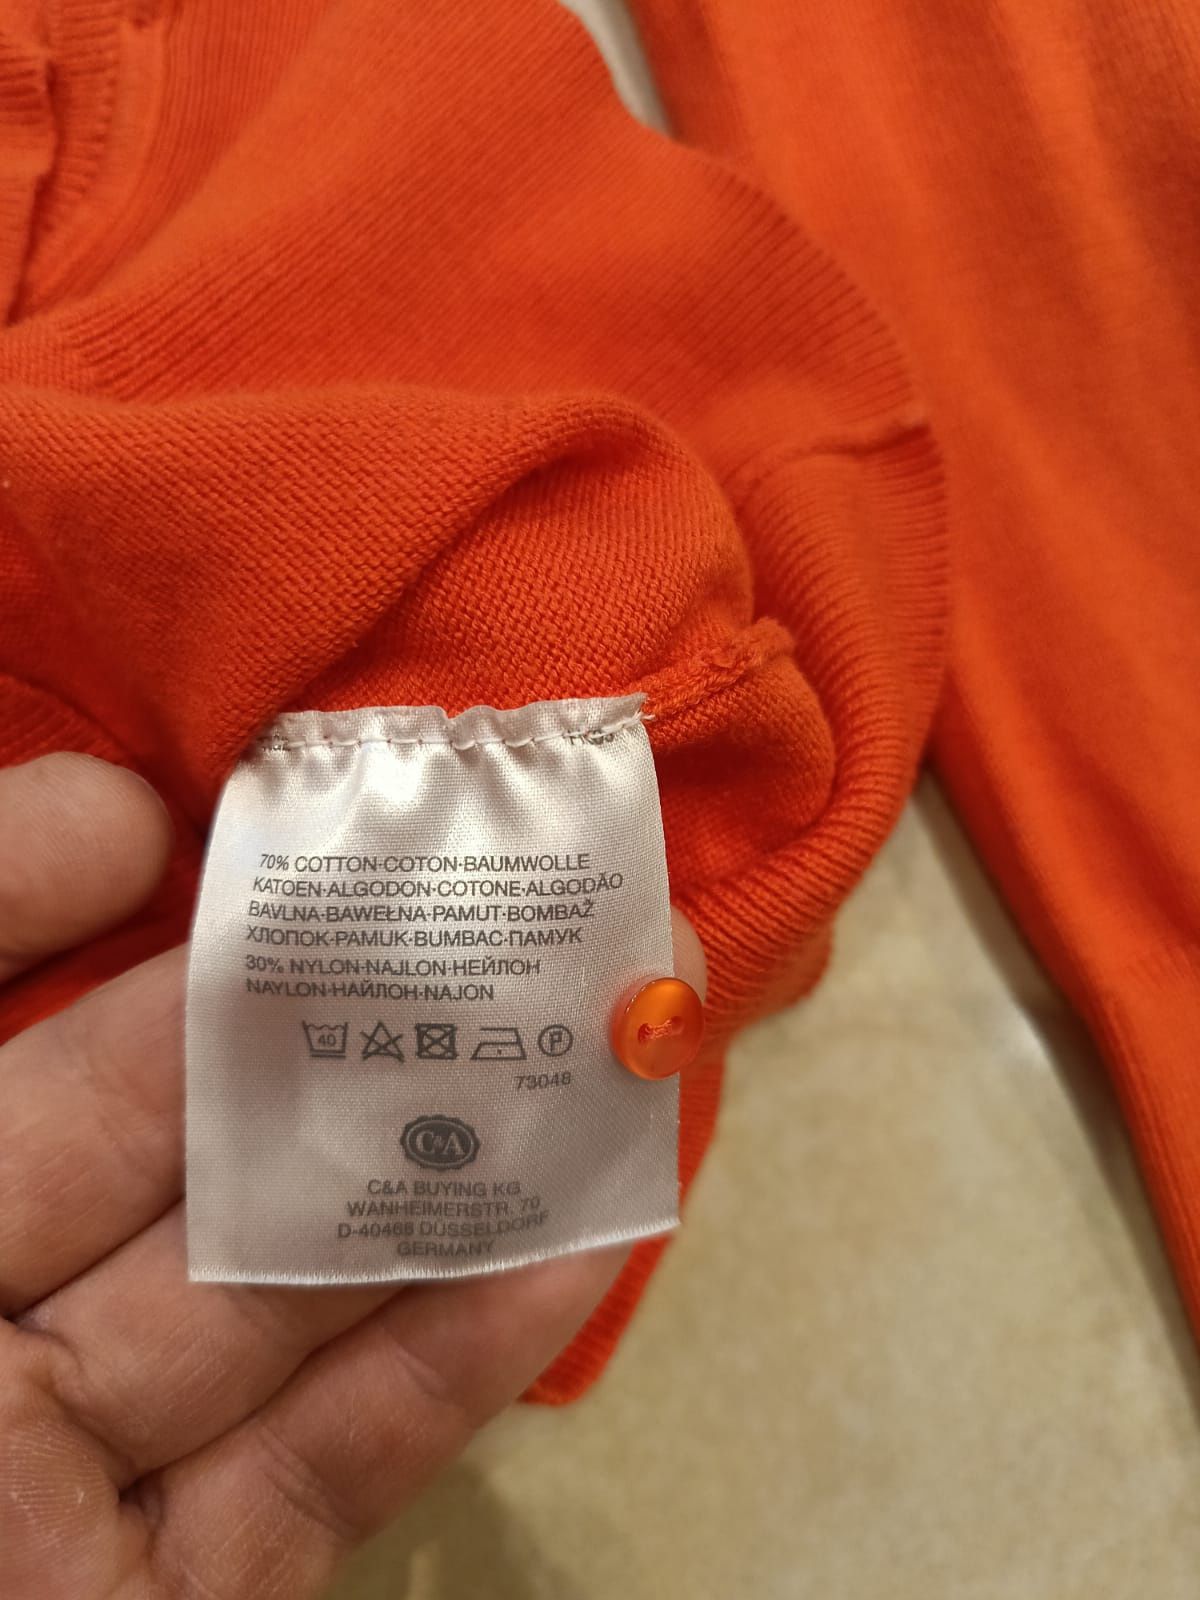 70% COTTON·COTON·BAUMWOLLE
KATOEN·ALGODON·COTONE·ALGODÃO
BAVLNA·BAWEŁNA·PAMUT·BOMBAŽ
ХЛОПОК·PAMUK·BUMBAC·ПАМУК
30% NYLON·NAJLON·НЕЙЛОН
NAYLON·НАЙЛОН·NAJON
40
P
73048
C&A
C&A BUYING KG
WANHEIMERSTR. 70
D-40468 DÜSSELDORF
GERMANY